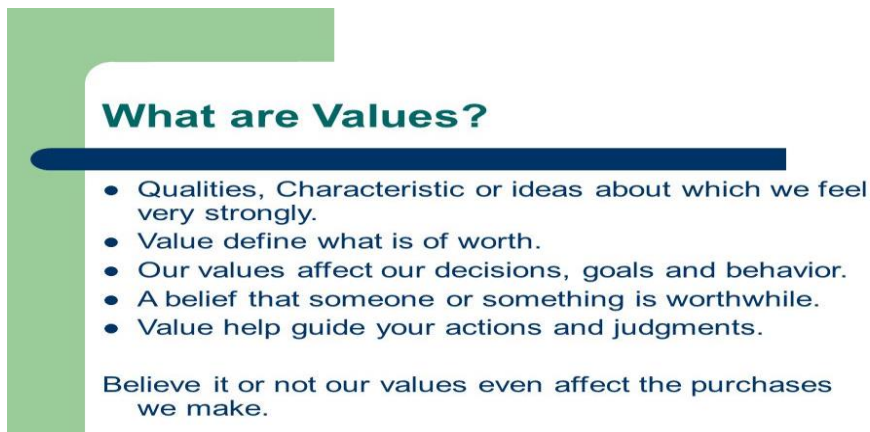 What are Values?
● Qualities, Characteristic or ideas about which we feel
very strongly.
● Value define what is of worth.
● Our values affect our decisions, goals and behavior.
● A belief that someone or something is worthwhile.
● Value help guide your actions and judgments.
Believe it or not our values even affect the purchases
we make.